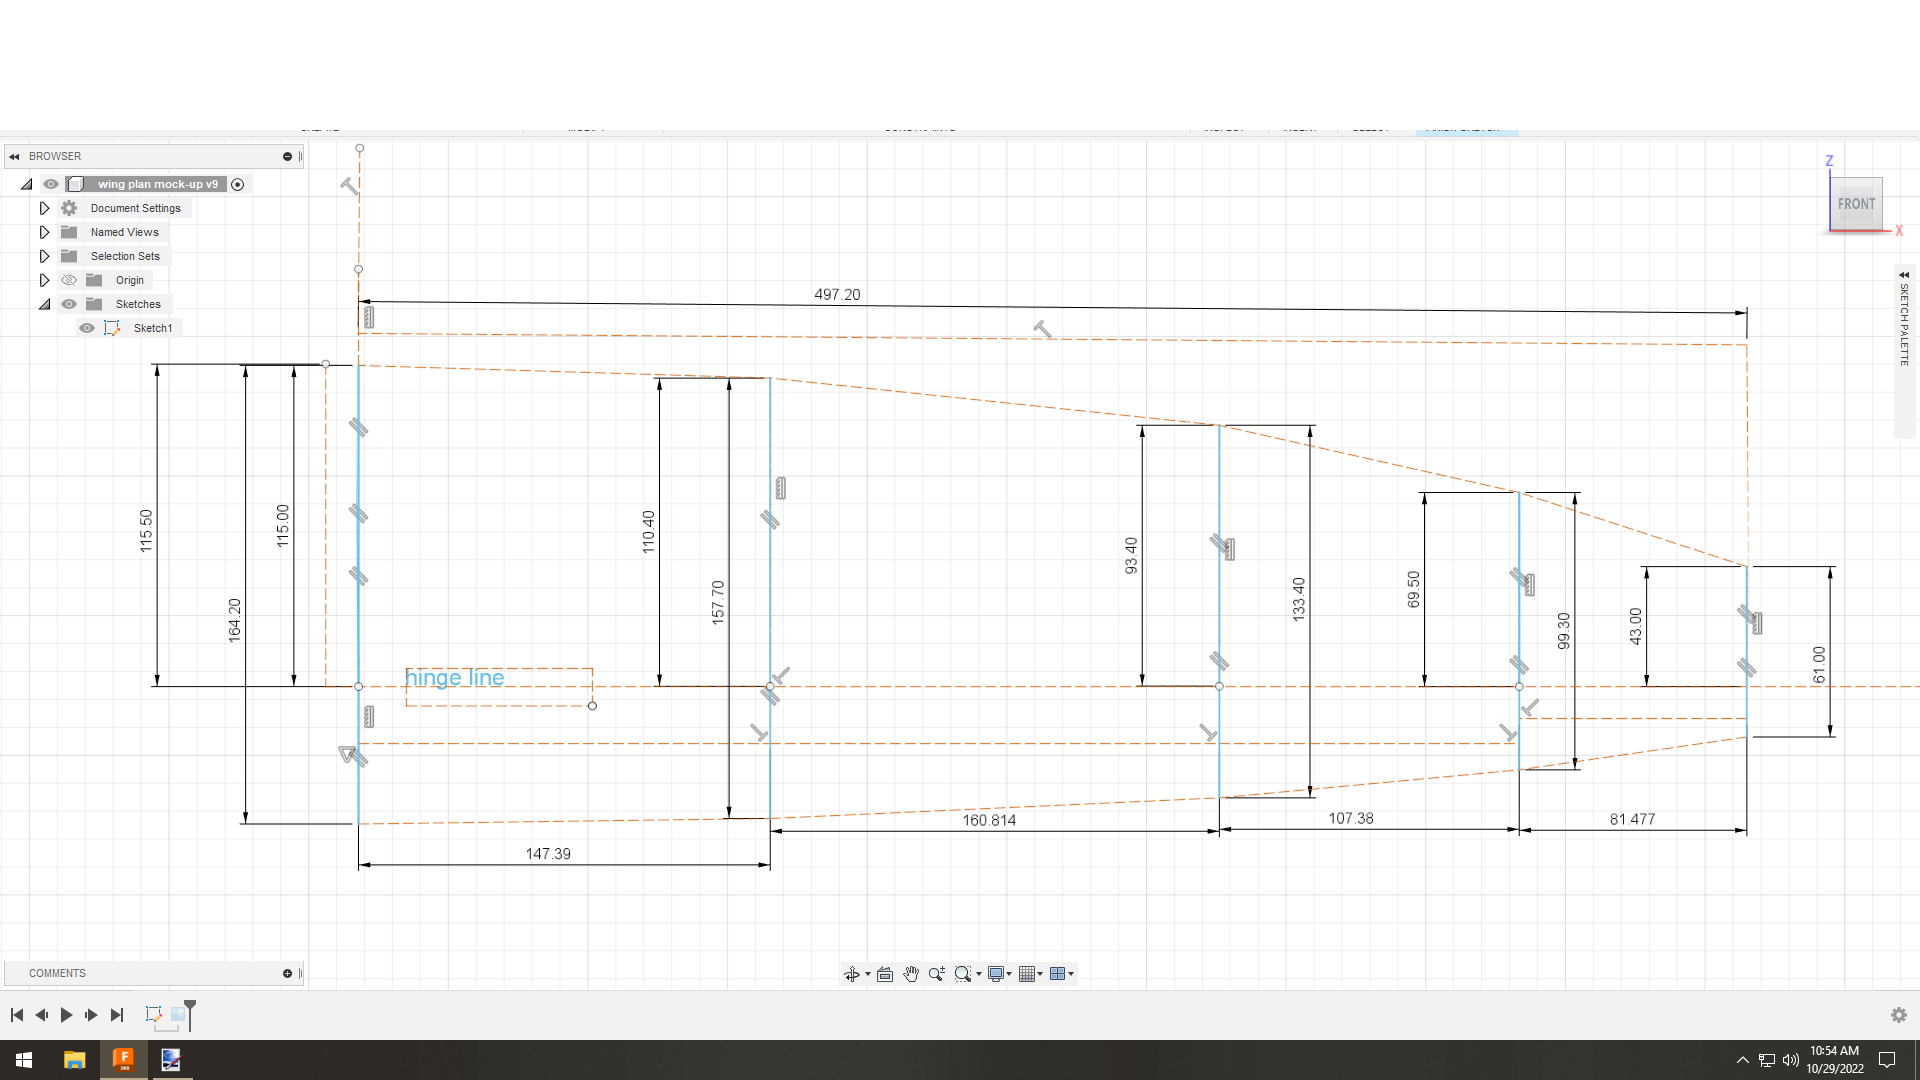 BROWSER
wing plan mock-up v9
Document Settings
Named Views
Selection Sets
Origin
Sketches
Sketch1
Z
FRONT
X
SKETCH PALETTE
497.20
115.50
164.20
115.00
110.40
157.70
93.40
133.40
69.50
99.30
43.00
61.00
hinge line
160.814
107.38
81.477
147.39
COMMENTS
F
360
10:54 AM
10/29/2022